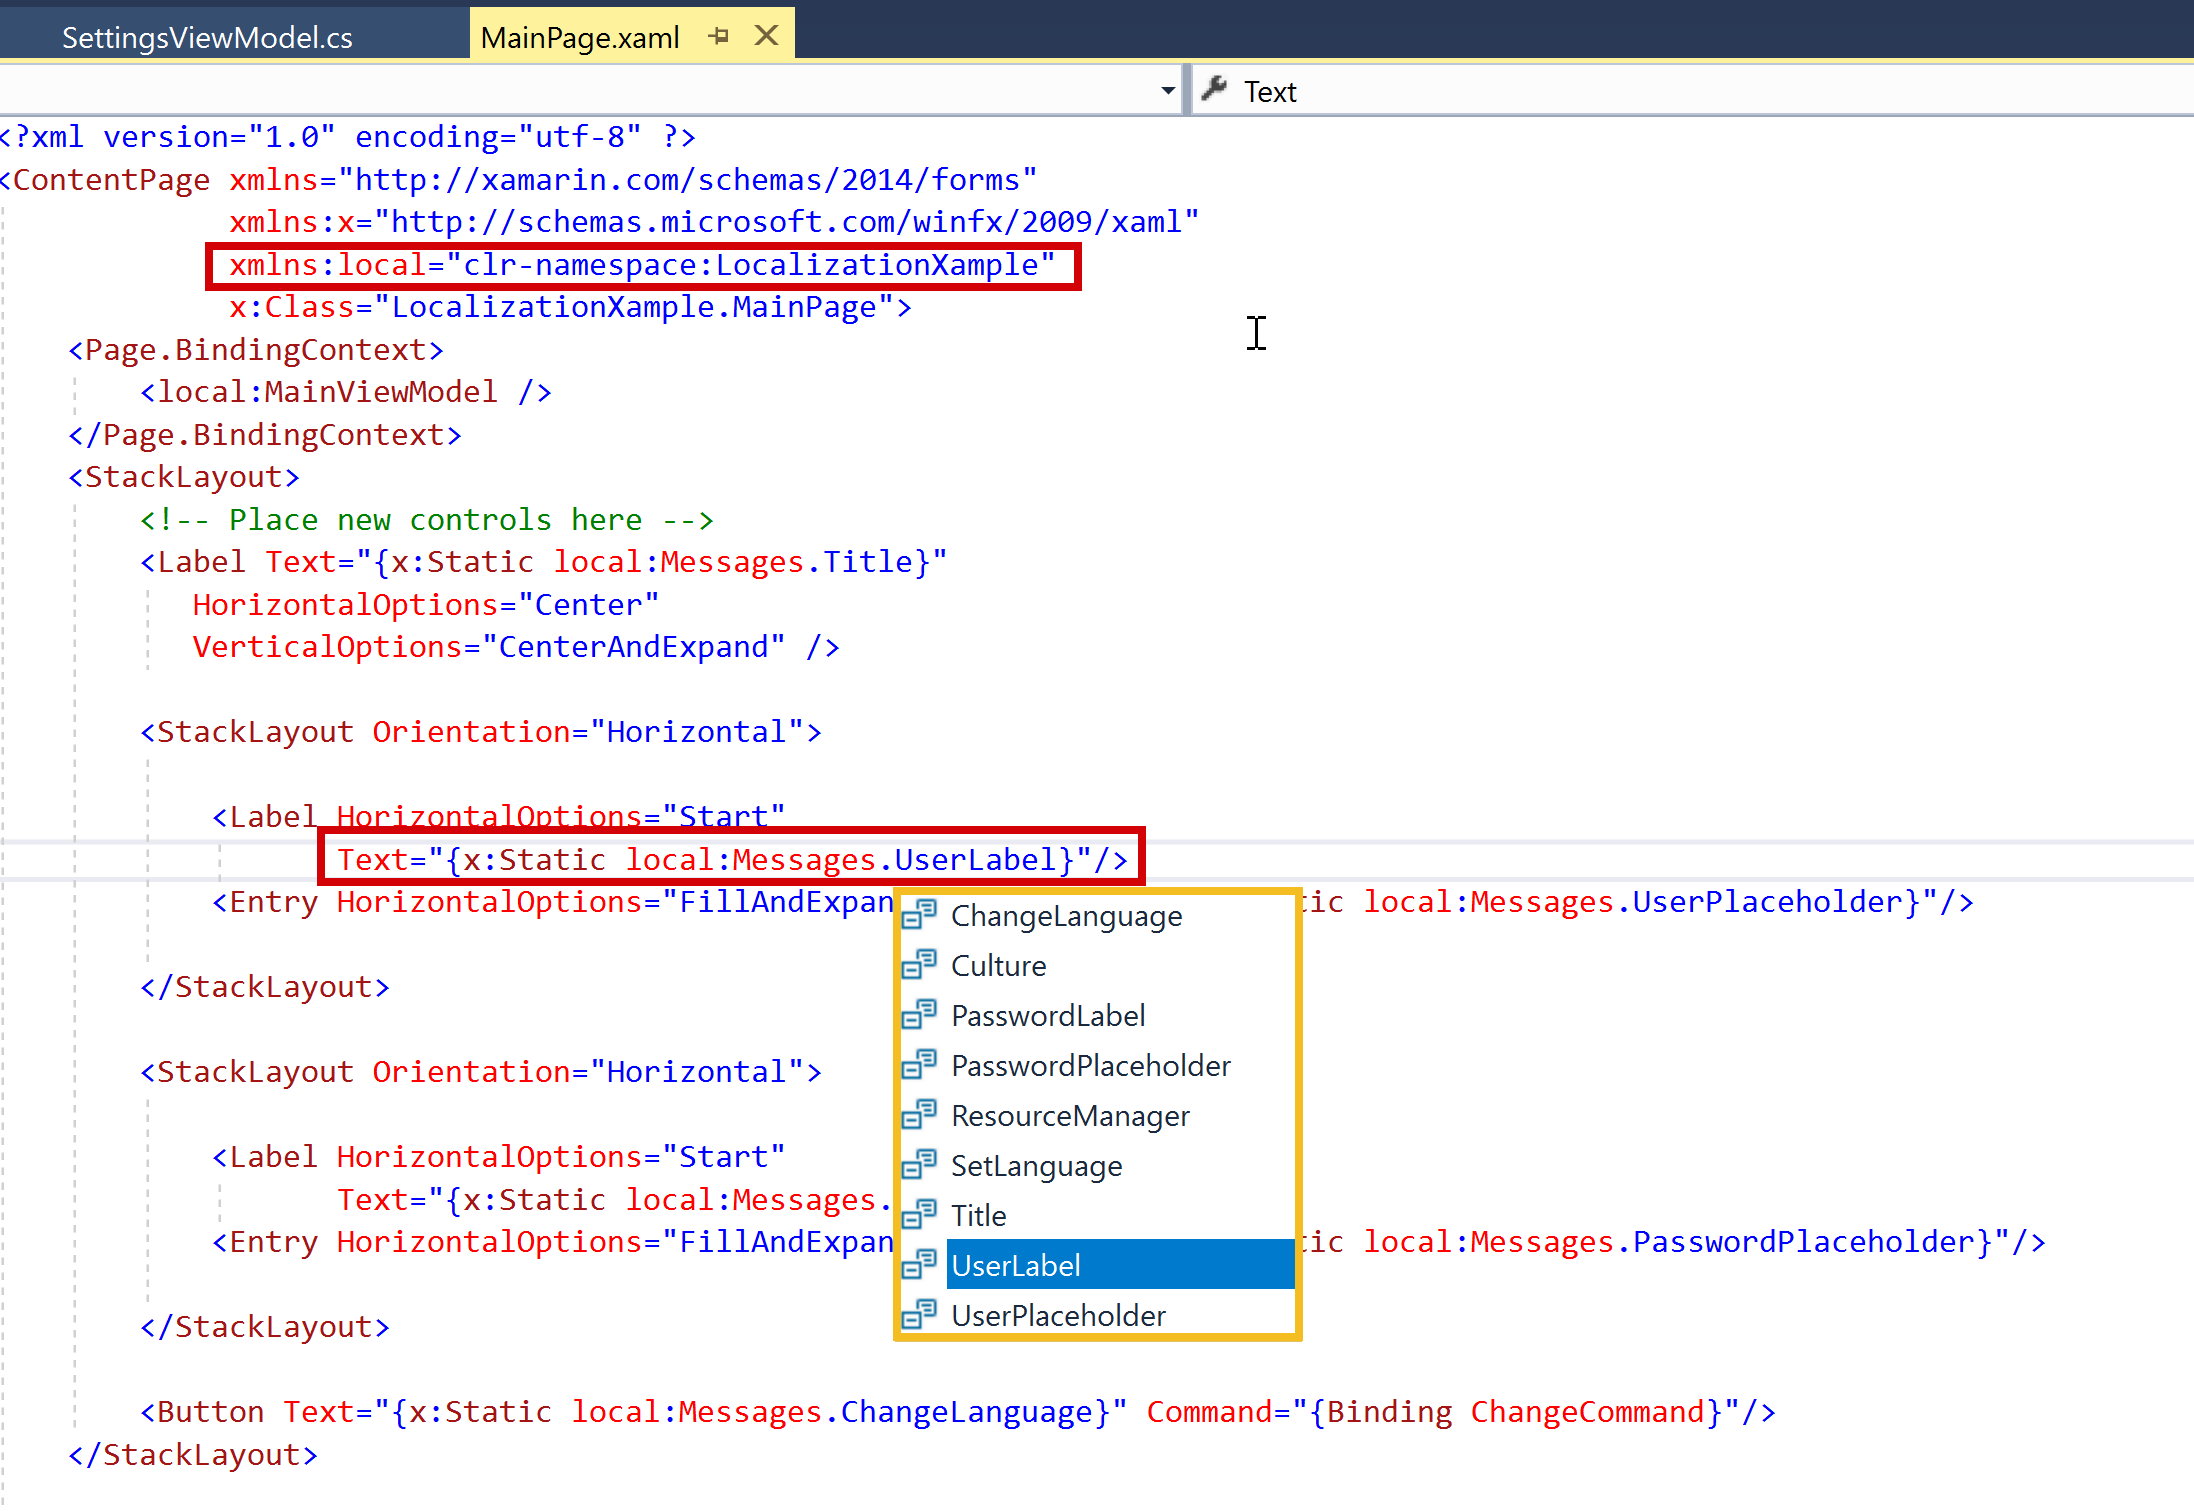 SettingsViewModel.cs
MainPage.xaml
Text
<?xml version="1.0" encoding="utf-8" ?>
<ContentPage xmlns="http://xamarin.com/schemas/2014/forms"
xmlns:x="http://schemas.microsoft.com/winfx/2009/xaml"
xmlns:local="clr-namespace:LocalizationXample"
x:Class="LocalizationXample.MainPage">
<Page.BindingContext>
<local:MainViewModel />
</Page.BindingContext>
<StackLayout>
<!-- Place new controls here -->
<Label Text="{x:Static local:Messages.Title}"
HorizontalOptions="Center"
VerticalOptions="CenterAndExpand" />
<StackLayout Orientation="Horizontal">
<Label HorizontalOptions="Start"
Text="{x:Static local:Messages.UserLabel}"/>
<Entry HorizontalOptions="FillAndExpan tic local:Messages.UserPlaceholder}"/>
</StackLayout>
<StackLayout Orientation="Horizontal">
<Label HorizontalOptions="Start"
Text="{x:Static local:Messages.
<Entry HorizontalOptions="FillAndExpan tic local:Messages.PasswordPlaceholder}"/>
</StackLayout>
<Button Text="{x:Static local:Messages.ChangeLanguage}" Command="{Binding ChangeCommand}"/>
</StackLayout>
ChangeLanguage
Culture
PasswordLabel
PasswordPlaceholder
ResourceManager
SetLanguage
Title
UserLabel
UserPlaceholder